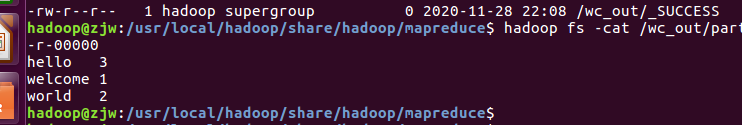 -rw-r--r--   1 hadoop supergroup          0 2020-11-28 22:08 /wc_out/_SUCCESS
hadoop@zjw:/usr/local/hadoop/share/hadoop/mapreduce$ hadoop fs -cat /wc_out/part
-r-00000
hello   3
welcome 1
world   2
hadoop@zjw:/usr/local/hadoop/share/hadoop/mapreduce$